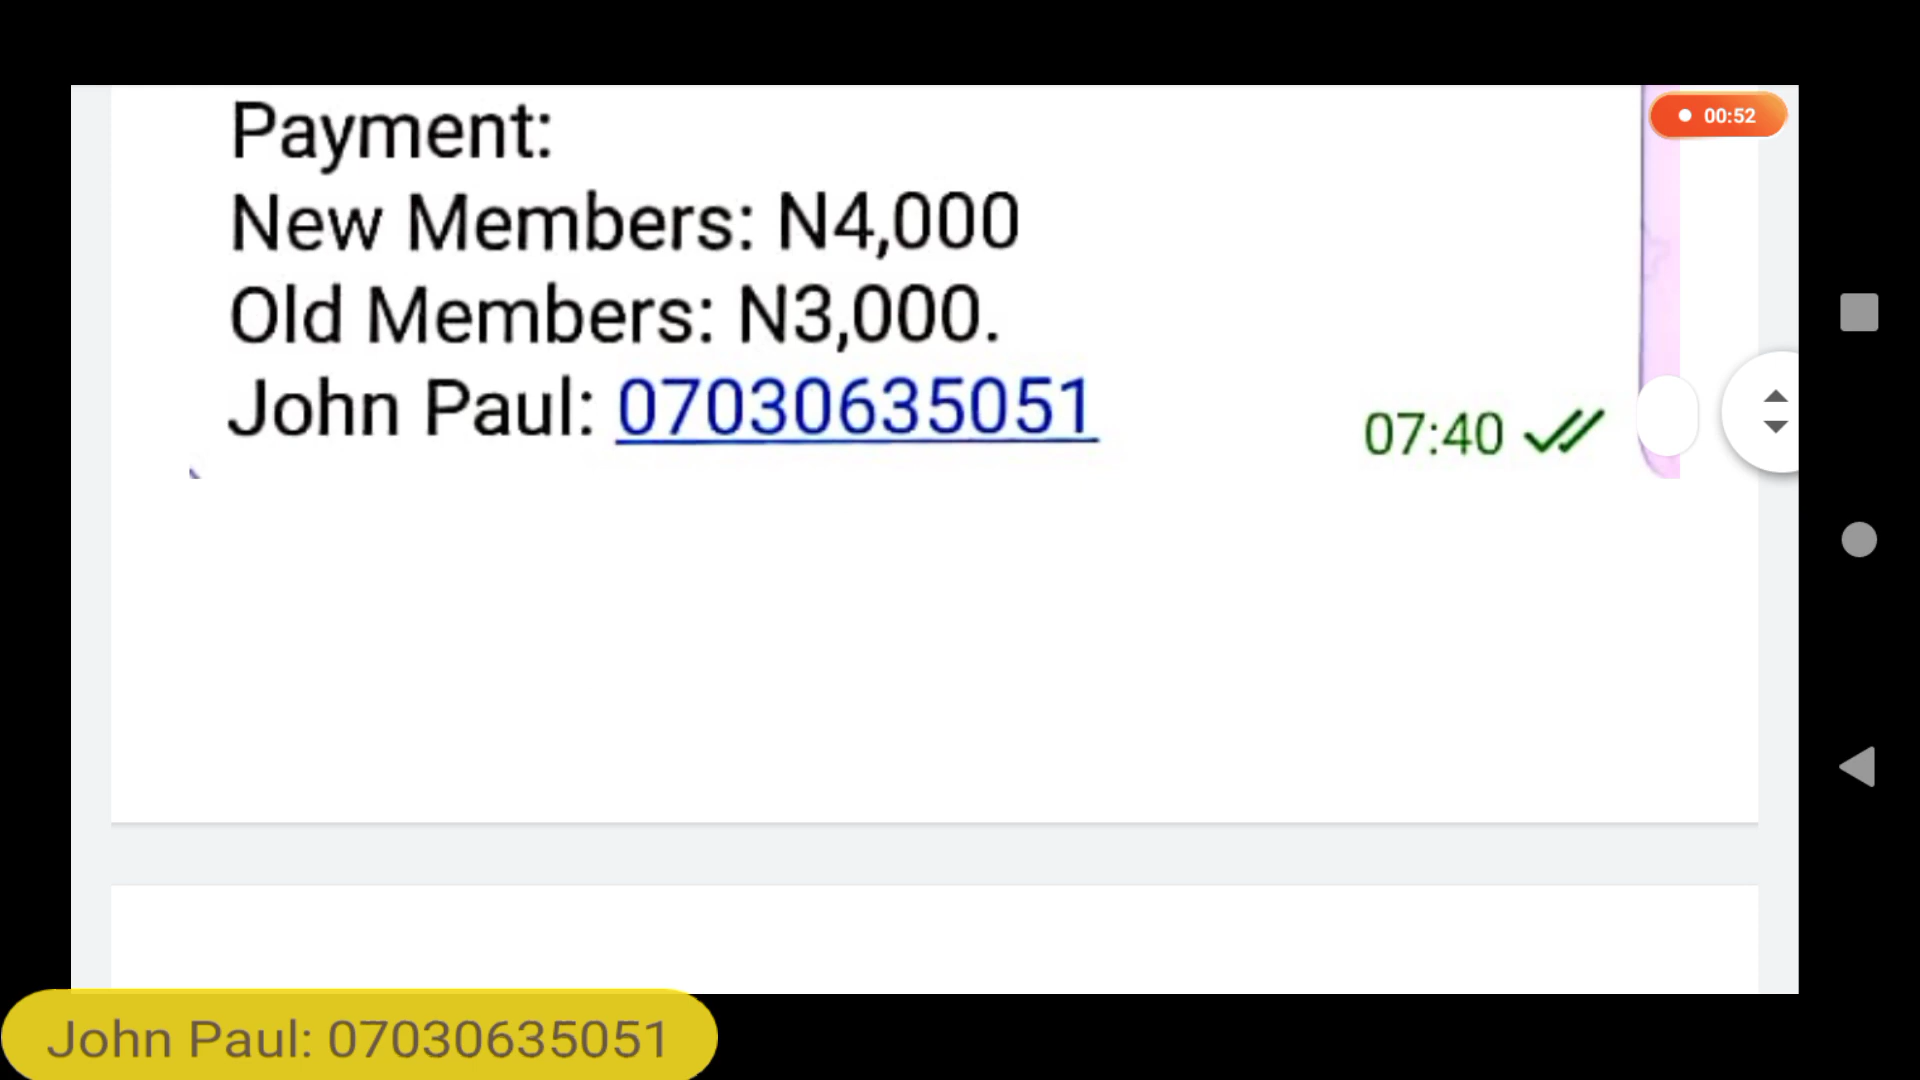 Payment:
00:52
New Members: N4,000
Old Members: N3,000.
John Paul: 07030635051
07:40
John Paul: 07030635051